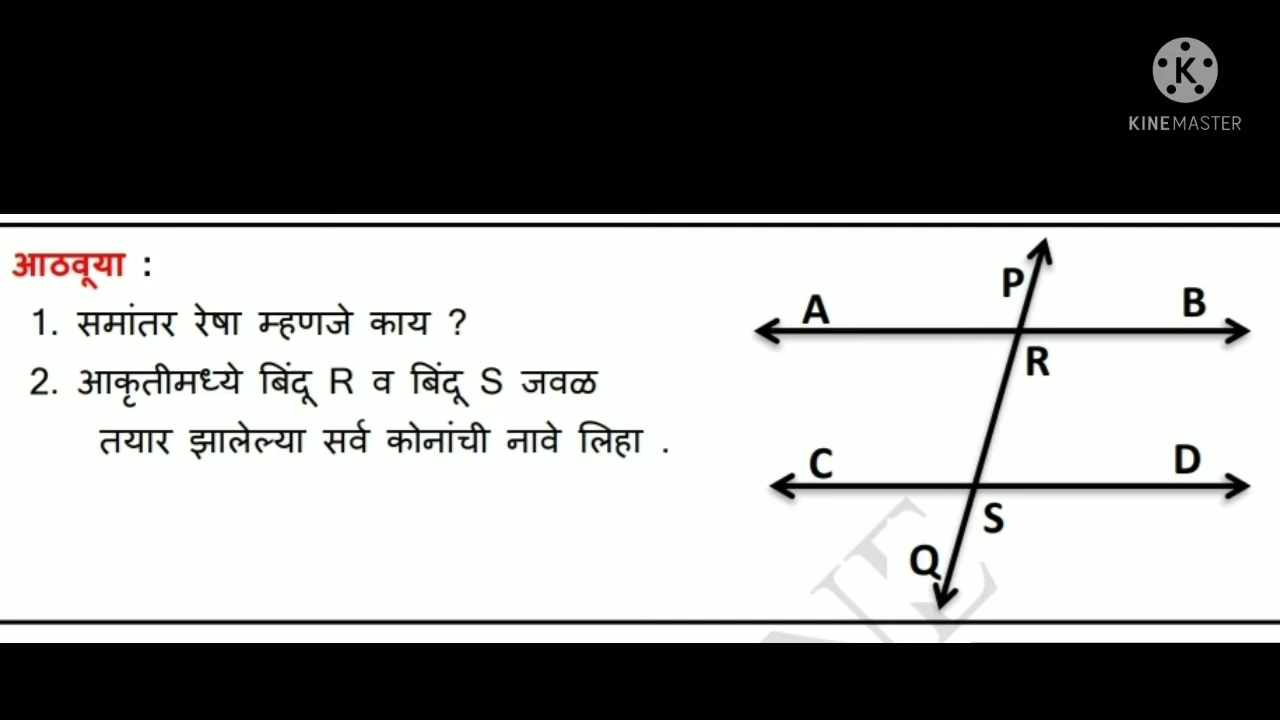 K
KINEMASTER
आठवूया :
1. समांतर रेषा म्हणजे काय ?
2. आकृतीमध्ये बिंदू R व बिंदू S जवळ
तयार झालेल्या सर्व कोनांची नावे लिहा .
P
A
B
R
C
D
S
Q